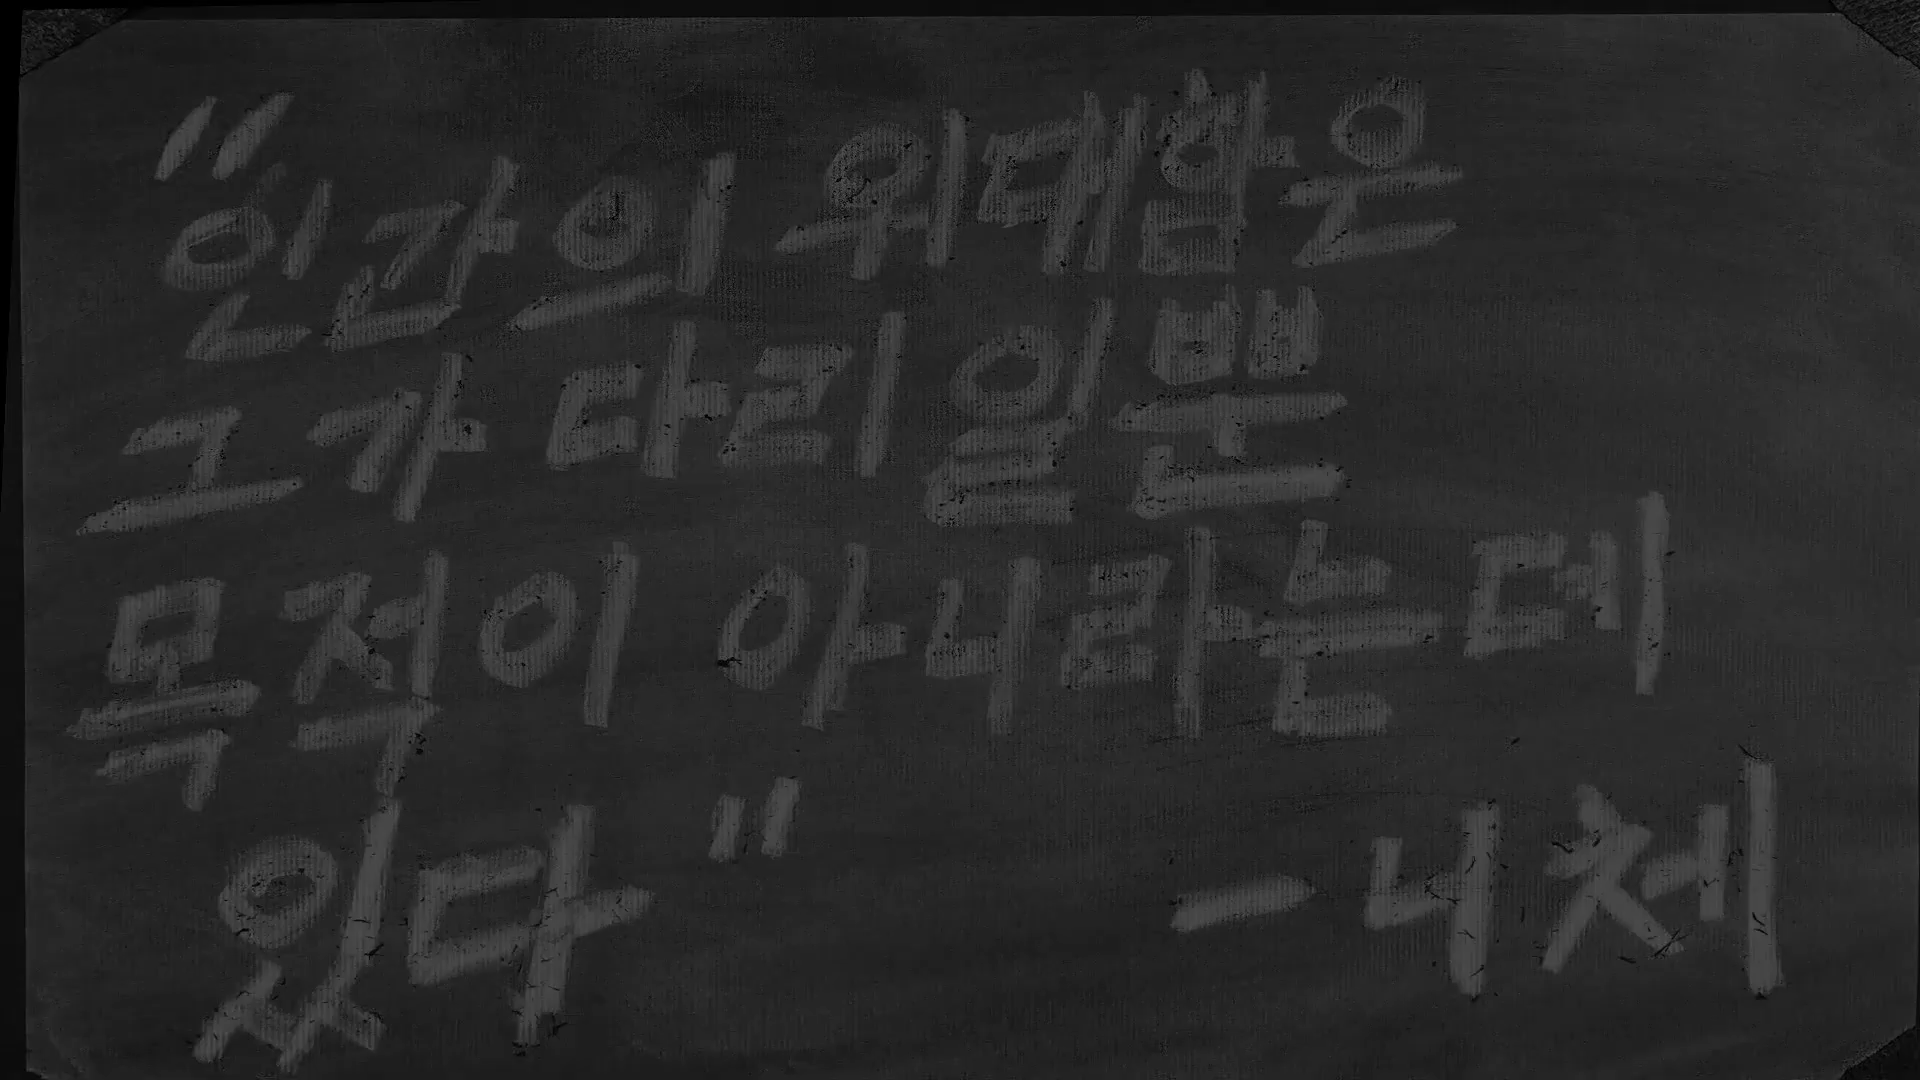 "인간의 위대함은
그가 다리일뿐
목적이 아니라는데
있다" - 니체